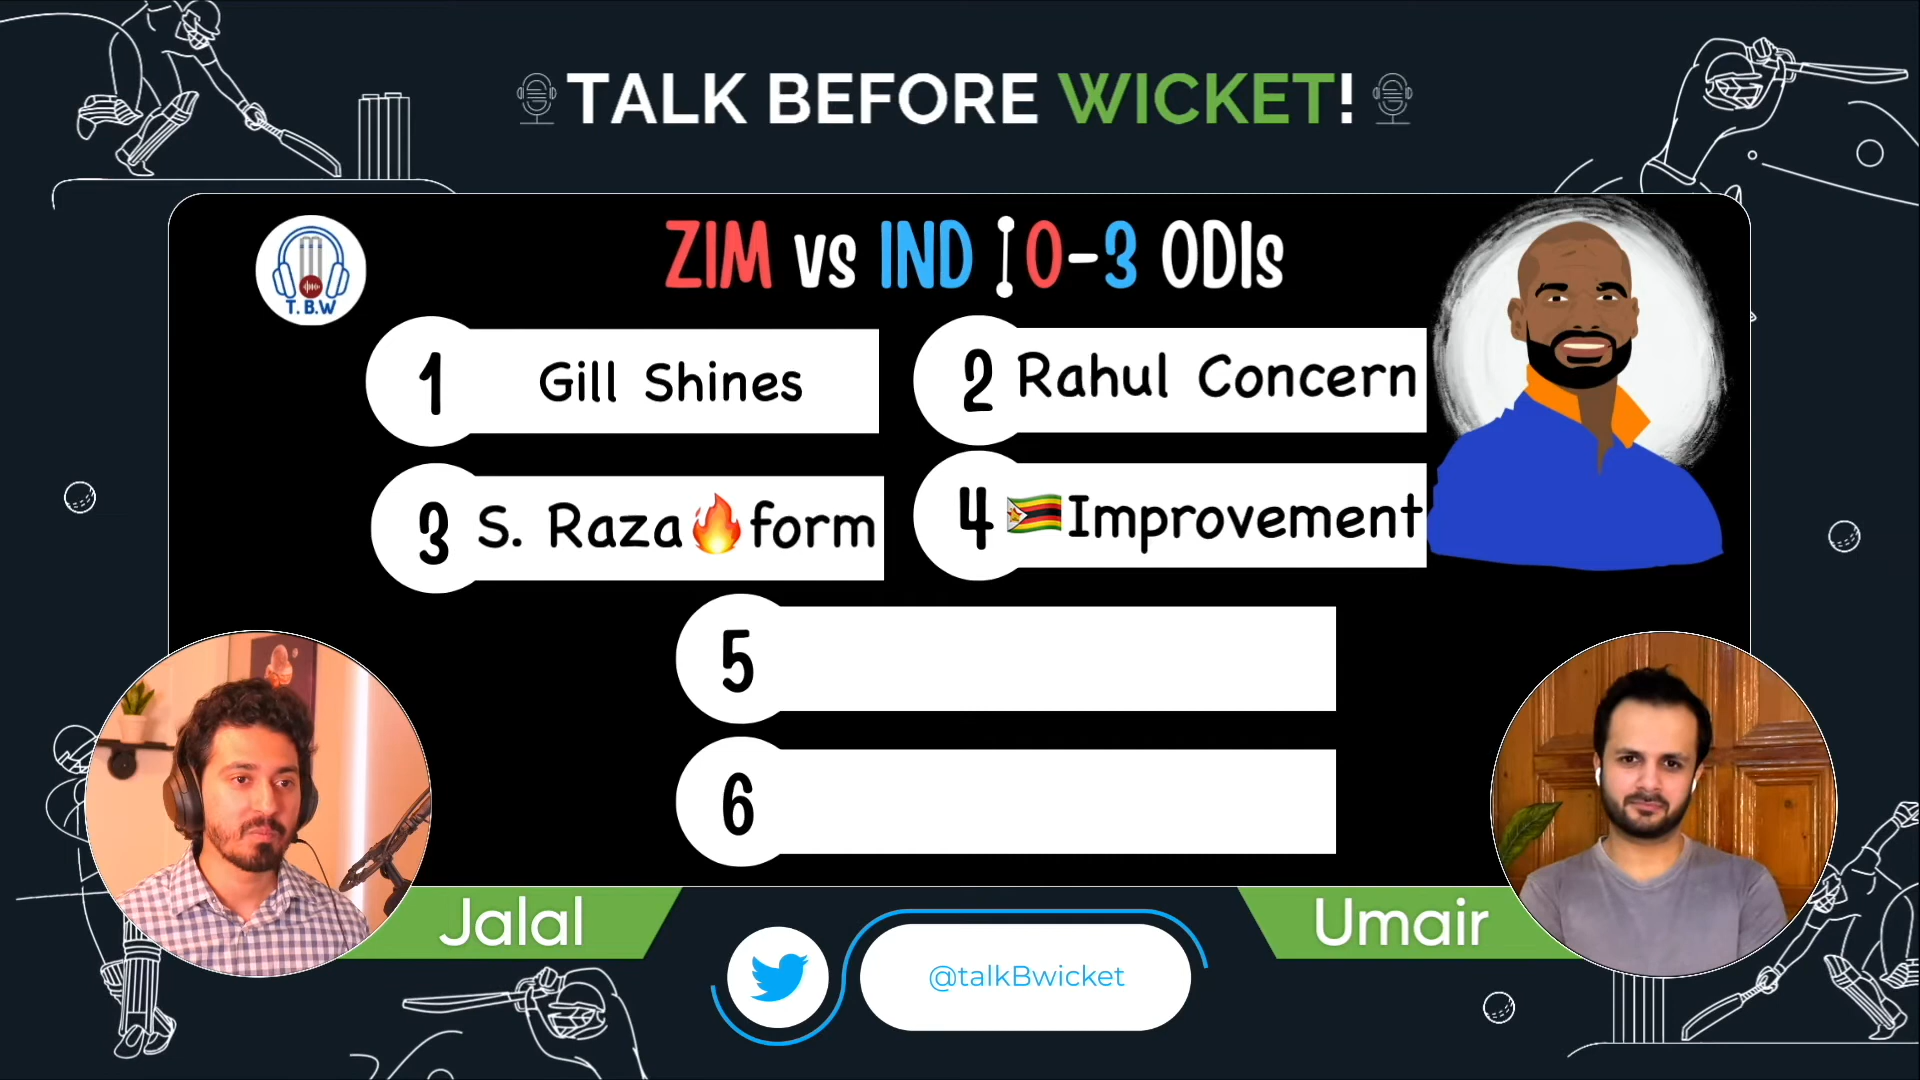 TALK BEFORE WICKET!
T. B.W
ZIM vs IND 0-3 ODIs
1 Gill Shines
2 Rahul Concern
3 S. Raza🔥form
4 🇿🇼Improvement
5
6
Jalal
Umair
@talkBwicket